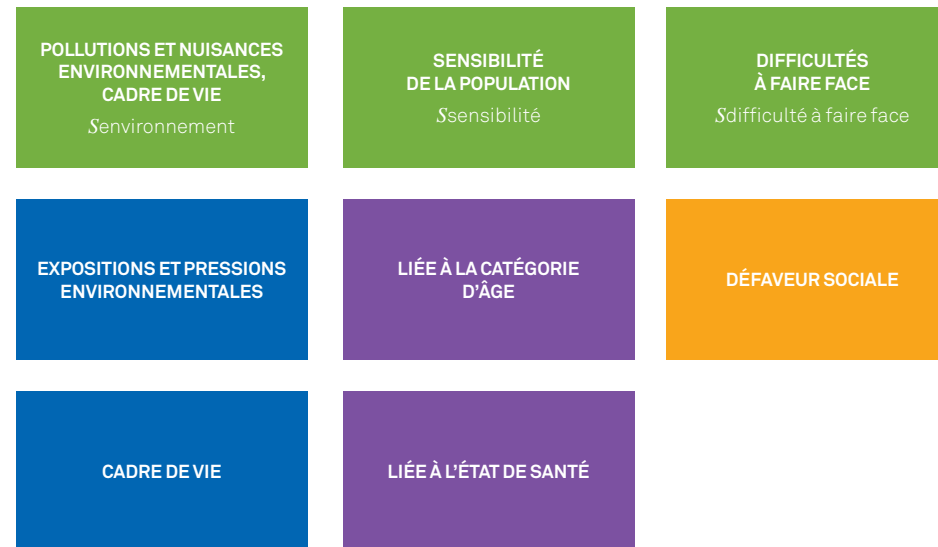 POLLUTIONS ET NUISANCES
ENVIRONNEMENTALES,
CADRE DE VIE
Senvironnement
SENSIBILITÉ
DE LA POPULATION
Ssensibilité
DIFFICULTÉS
À FAIRE FACE
Sdifficulté à faire face
EXPOSITIONS ET PRESSIONS
ENVIRONNEMENTALES
LIÉE À LA CATÉGORIE
D’ÂGE
DÉFAVEUR SOCIALE
CADRE DE VIE
LIÉE À L’ÉTAT DE SANTÉ